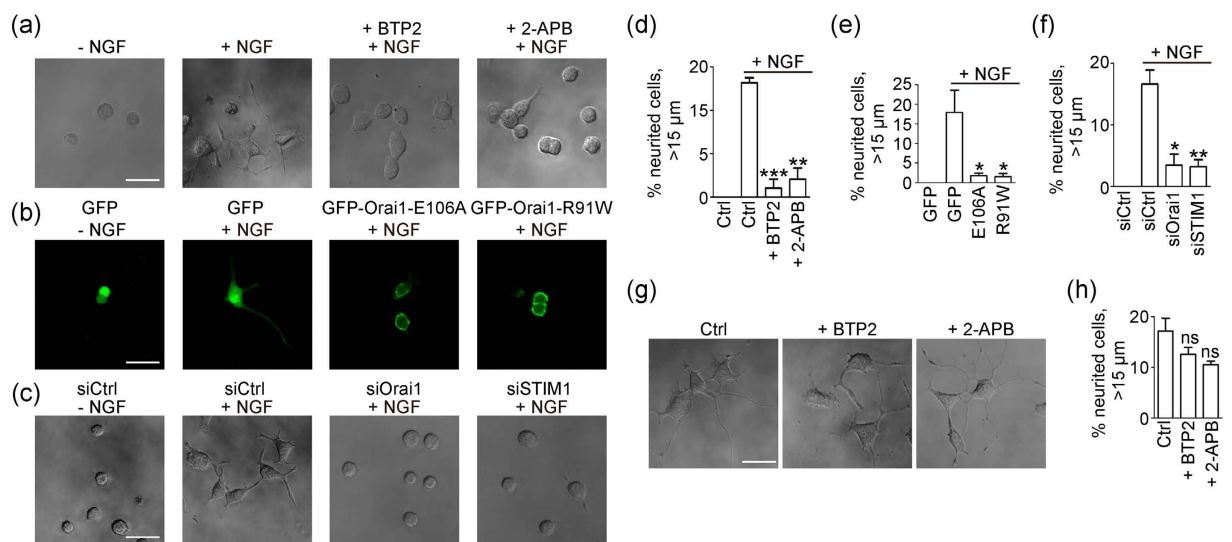 (a)
- NGF
+ NGF
+ BTP2
+ NGF
+ 2-APB
+ NGF
(b)
GFP
- NGF
GFP
+ NGF
GFP-Orai1-E106A
+ NGF
GFP-Orai1-R91W
+ NGF
(c)
siCtrl
- NGF
siCtrl
+ NGF
siOrai1
+ NGF
siSTIM1
+ NGF
(d)
+ NGF
% neurited cells,
>15 µm
20
15
5
0
***
**
Ctrl
Ctrl
+ BTP2
+ 2-APB
(e)
+ NGF
% neurited cells,
>15 µm
25
20
15
10
5
0
*
*
GFP
GFP
E106A
R91W
(f)
+ NGF
% neurited cells,
>15 µm
20
10
0
*
**
siCtrl
siCtrl
siOrai1
siSTIM1
(g)
Ctrl
+ BTP2
+ 2-APB
(h)
% neurited cells,
>15 µm
20
10
0
ns
ns
Ctrl
+ BTP2
+ 2-APB